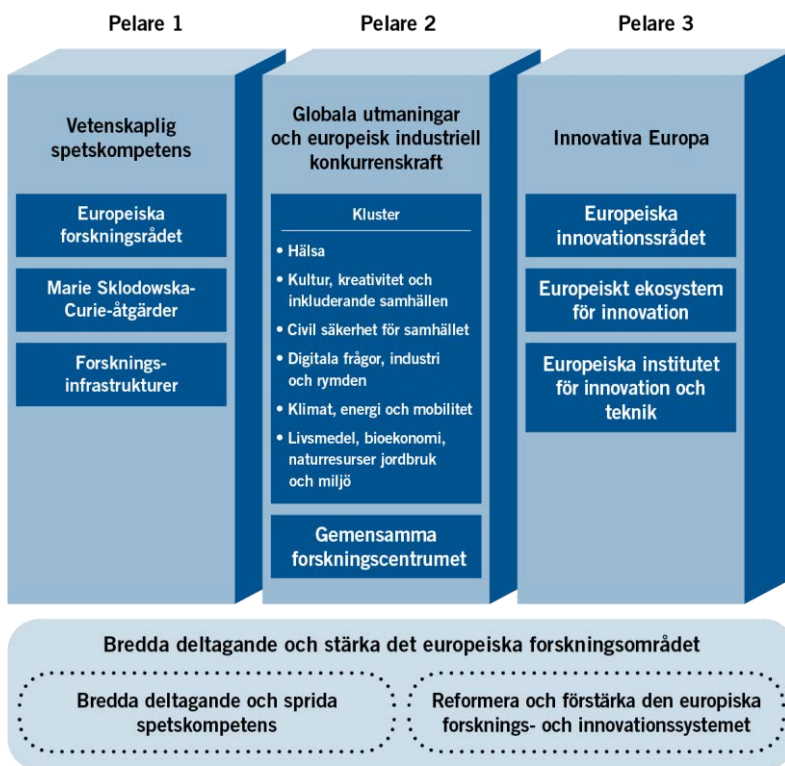 Pelare 1
Vetenskaplig
spetskompetens
Europeiska
forskningsrådet
Marie Sklodowska-
Curie-åtgärder
Forsknings-
infrastrukturer
Pelare 2
Globala utmaningar
och europeisk industriell
konkurrenskraft
Kluster
• Hälsa
• Kultur, kreativitet och
inkluderande samhällen
• Civil säkerhet för samhället
• Digitala frågor, industri
och rymden
• Klimat, energi och mobilitet
• Livsmedel, bioekonomi,
naturresurser jordbruk
och miljö
Gemensamma
forskningscentrumet
Pelare 3
Innovativa Europa
Europeiska
innovationssrådet
Europeiskt ekosystem
för innovation
Europeiska institutet
för innovation och
teknik
Bredda deltagande och stärka det europeiska forskningsområdet
Bredda deltagande och sprida
spetskompetens
Reformera och förstärka den europiska
forsknings- och innovationssystemet